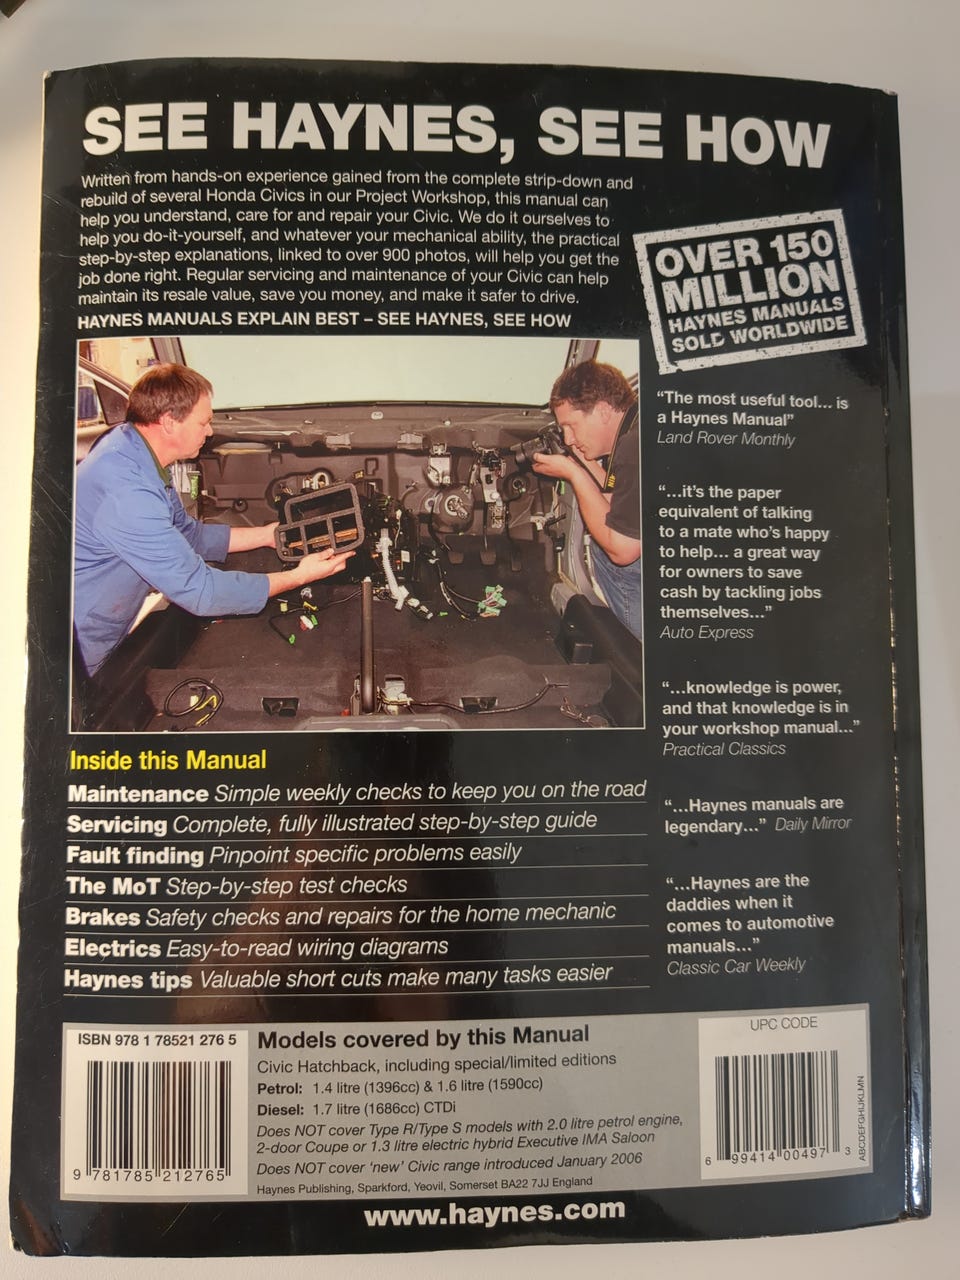 SEE HAYNES, SEE HOW
Written from hands-on experience gained from the complete strip-down and
rebuild of several Honda Civics in our Project Workshop, this manual can
help you understand, care for and repair your Civic. We do it ourselves to
help you do-it-yourself, and whatever your mechanical ability, the practical
step-by-step explanations, linked to over 900 photos, will help you get the
job done right. Regular servicing and maintenance of your Civic can help
maintain its resale value, save you money, and make it safer to drive.
HAYNES MANUALS EXPLAIN BEST – SEE HAYNES, SEE HOW
OVER 150
MILLION
HAYNES MANUALS
SOLD WORLDWIDE
“The most useful tool... is
a Haynes Manual”
Land Rover Monthly
“...it’s the paper
equivalent of talking
to a mate who’s happy
to help... a great way
for owners to save
cash by tackling jobs
themselves...”
Auto Express
“...knowledge is power,
and that knowledge is in
your workshop manual...”
Practical Classics
“...Haynes manuals are
legendary...” Daily Mirror
“...Haynes are the
daddies when it
comes to automotive
manuals...”
Classic Car Weekly
Inside this Manual
Maintenance Simple weekly checks to keep you on the road
Servicing Complete, fully illustrated step-by-step guide
Fault finding Pinpoint specific problems easily
The MoT Step-by-step test checks
Brakes Safety checks and repairs for the home mechanic
Electrics Easy-to-read wiring diagrams
Haynes tips Valuable short cuts make many tasks easier
ISBN 978 1 78521 276 5
9 781785 212765
Models covered by this Manual
Civic Hatchback, including special/limited editions
Petrol: 1.4 litre (1396cc) & 1.6 litre (1590cc)
Diesel: 1.7 litre (1686cc) CTDi
Does NOT cover Type R/Type S models with 2.0 litre petrol engine,
2-door Coupe or 1.3 litre electric hybrid Executive IMA Saloon
Does NOT cover ‘new’ Civic range introduced January 2006
Haynes Publishing, Sparkford, Yeovil, Somerset BA22 7JJ England
UPC CODE
6 99414 00497 3
ABCDEFGHIJKLMN
www.haynes.com